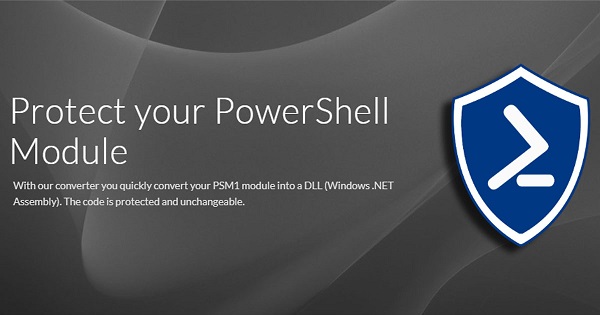 Protect your PowerShell
Module
With our converter you quickly convert your PSM1 module into a DLL (Windows .NET
Assembly). The code is protected and unchangeable.